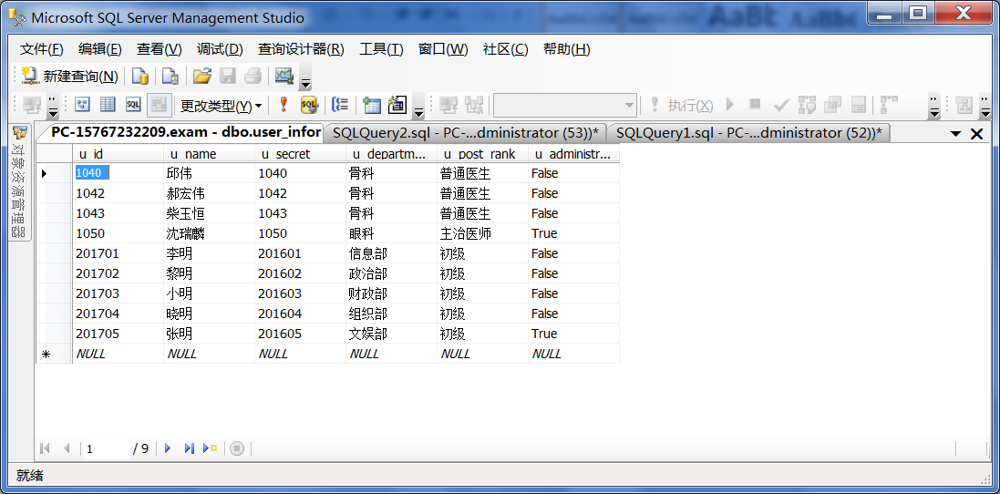 Microsoft SQL Server Management Studio
文件(F) 编辑(E) 查看(V) 调试(D) 查询设计器(R) 工具(T) 窗口(W) 社区(C) 帮助(H)
新建查询(N)
更改类型(Y) 执行(X)
对象资源管理器
PC-15767232209.exam - dbo.user_infor SQLQuery2.sql - PC-...dministrator (53))* SQLQuery1.sql - PC-...dministrator (52))*
u_id u_name u_secret u_departm... u_post_rank u_administr...
1040 邱伟 1040 骨科 普通医生 False
1042 郝宏伟 1042 骨科 普通医生 False
1043 柴玉恒 1043 骨科 普通医生 False
1050 沈瑞麟 1050 眼科 主治医师 True
201701 李明 201601 信息部 初级 False
201702 黎明 201602 政治部 初级 False
201703 小明 201603 财政部 初级 False
201704 晓明 201604 组织部 初级 False
201705 张明 201605 文娱部 初级 True
NULL NULL NULL NULL NULL NULL
1 / 9
就绪